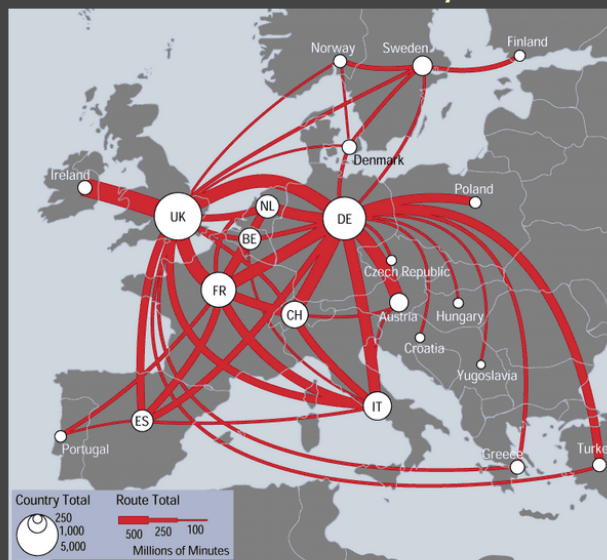 Norway
Sweden
Finland
Denmark
Ireland
UK
NL
DE
Poland
BE
Czech Republic
FR
CH
Austria
Hungary
Croatia
Yugoslavia
IT
ES
Portugal
Greece
Turke
Country Total
250
1,000
5,000
Route Total
500 250 100
Millions of Minutes